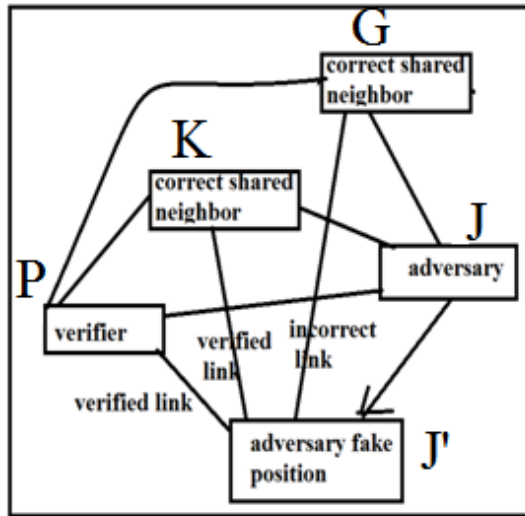 G
correct shared
neighbor
K
correct shared
neighbor
J
adversary
P
verifier
verified
link
incorrect
link
verified link
adversary fake
position
J'